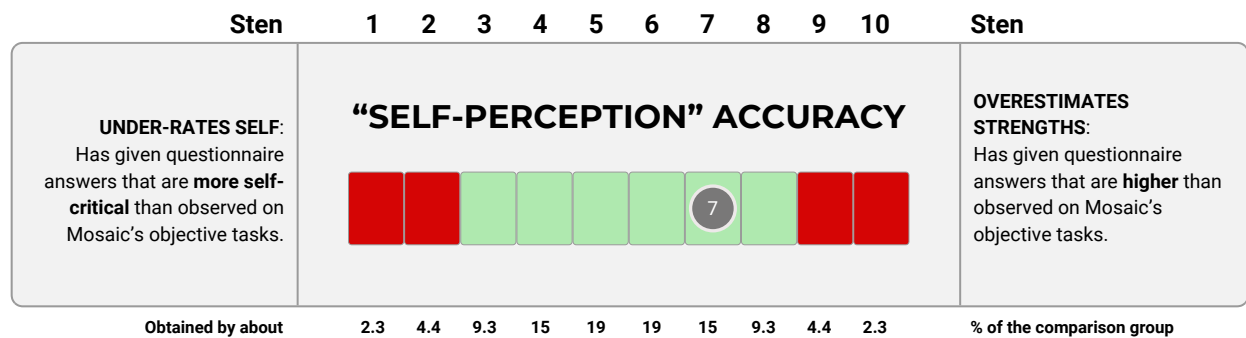 Sten 1 2 3 4 5 6 7 8 9 10 Sten
UNDER-RATES SELF:
Has given questionnaire
answers that are more self-
critical than observed on
Mosaic's objective tasks.
“SELF-PERCEPTION” ACCURACY
7
OVERESTIMATES
STRENGTHS:
Has given questionnaire
answers that are higher than
observed on Mosaic's
objective tasks.
Obtained by about 2.3 4.4 9.3 15 19 19 15 9.3 4.4 2.3 % of the comparison group